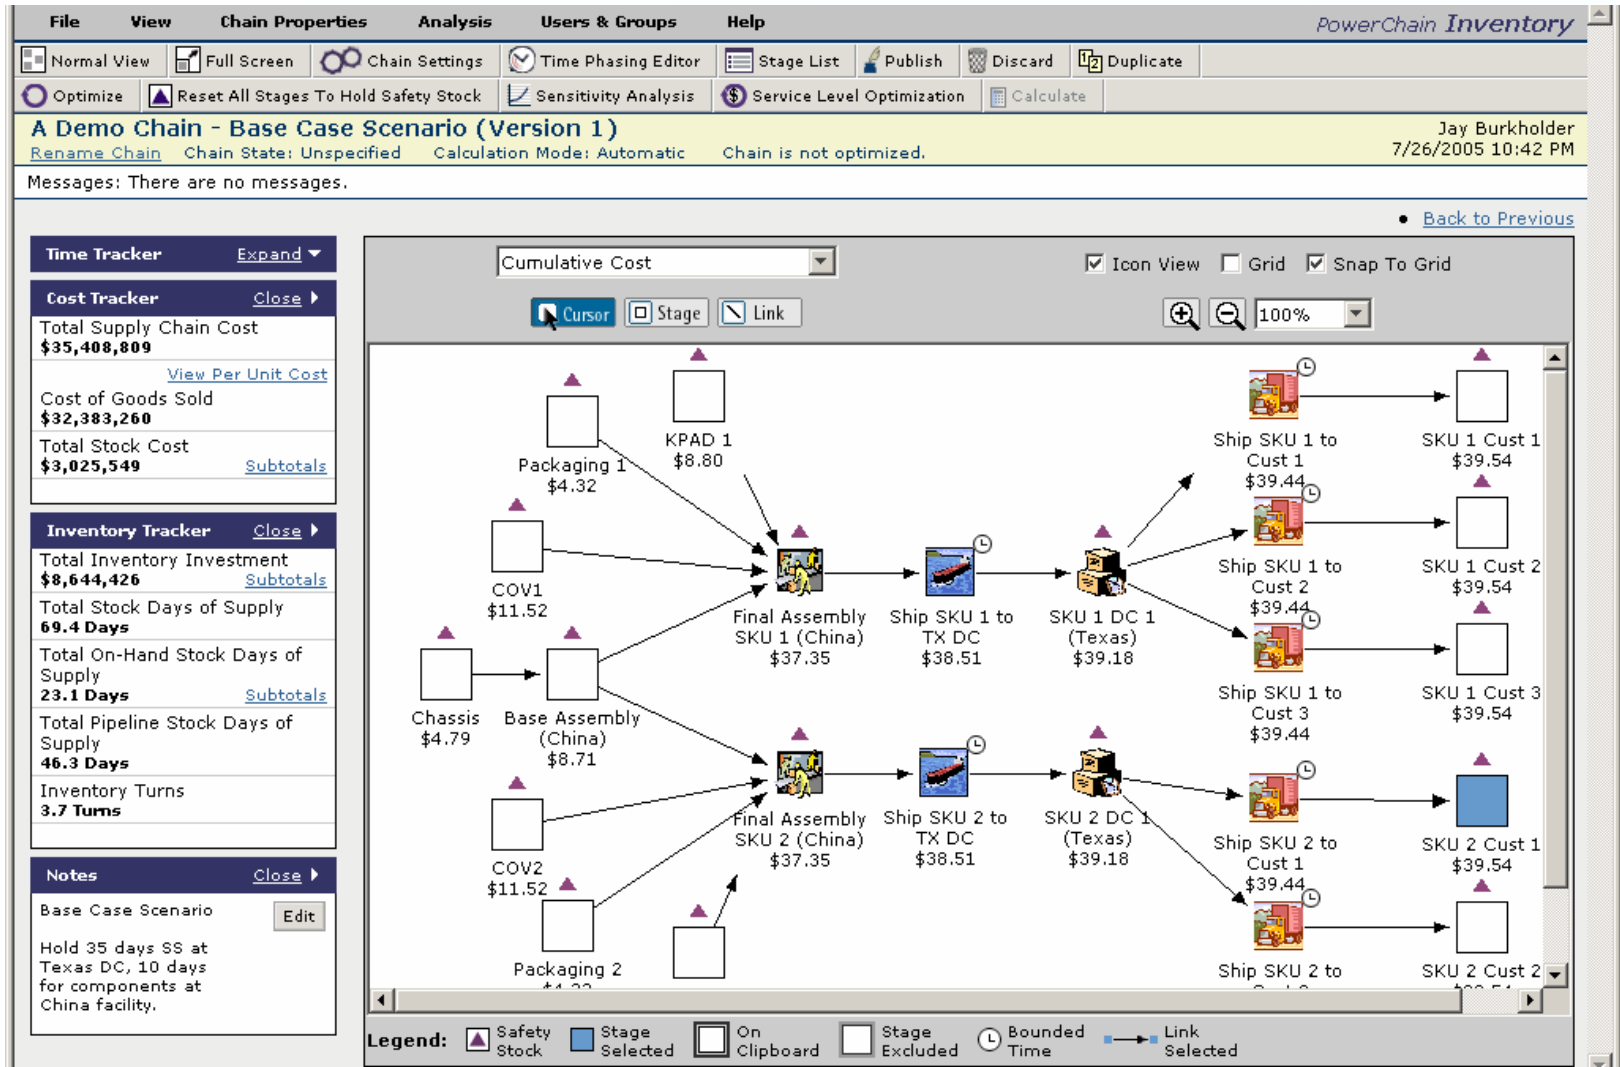 File View Chain Properties Analysis Users & Groups Help PowerChain Inventory
Normal View Full Screen Chain Settings Time Phasing Editor Stage List Publish Discard Duplicate
Optimize Reset All Stages To Hold Safety Stock Sensitivity Analysis Service Level Optimization Calculate
A Demo Chain - Base Case Scenario (Version 1)
Jay Burkholder
Rename Chain Chain State: Unspecified Calculation Mode: Automatic Chain is not optimized.
7/26/2005 10:42 PM
Messages: There are no messages.
Back to Previous
Time Tracker Expand
Cost Tracker Close
Total Supply Chain Cost
$35,408,809
View Per Unit Cost
Cost of Goods Sold
$32,383,260
Total Stock Cost
$3,025,549 Subtotals
Inventory Tracker Close
Total Inventory Investment
$8,644,426 Subtotals
Total Stock Days of Supply
69.4 Days
Total On-Hand Stock Days of
Supply
23.1 Days Subtotals
Total Pipeline Stock Days of
Supply
46.3 Days
Inventory Turns
3.7 Turns
Notes Close
Base Case Scenario
Edit
Hold 35 days SS at
Texas DC, 10 days
for components at
China facility.
Cumulative Cost
Icon View Grid Snap To Grid
Cursor Stage Link
100%
KPAD 1
$8.80
Packaging 1
$4.32
COV1
$11.52
Chassis
$4.79
Base Assembly
(China)
$8.71
COV2
$11.52
Packaging 2
Final Assembly
SKU 1 (China)
$37.35
Ship SKU 1 to
TX DC
$38.51
SKU 1 DC 1
(Texas)
$39.18
Final Assembly
SKU 2 (China)
$37.35
Ship SKU 2 to
TX DC
$38.51
SKU 2 DC 1
(Texas)
$39.18
Ship SKU 1 to
Cust 1
$39.44
SKU 1 Cust 1
$39.54
Ship SKU 1 to
Cust 2
$39.44
SKU 1 Cust 2
$39.54
Ship SKU 1 to
Cust 3
$39.44
SKU 1 Cust 3
$39.54
Ship SKU 2 to
Cust 1
$39.44
SKU 2 Cust 1
$39.54
Ship SKU 2 to
SKU 2 Cust 2
Legend: Safety Stock Stage Selected On Clipboard Stage Excluded Bounded Time Link Selected